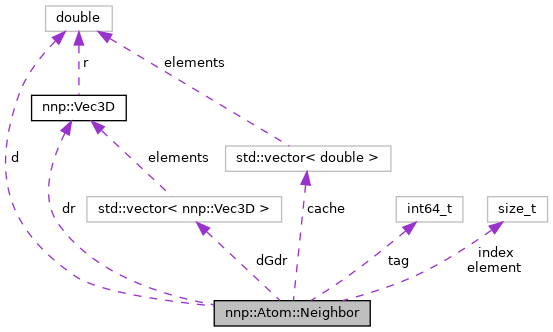 double
r
elements
nnp::Vec3D
d
elements
std::vector< double >
dr
std::vector< nnp::Vec3D >
cache
int64_t
size_t
dGdr
tag
index
element
nnp::Atom::Neighbor